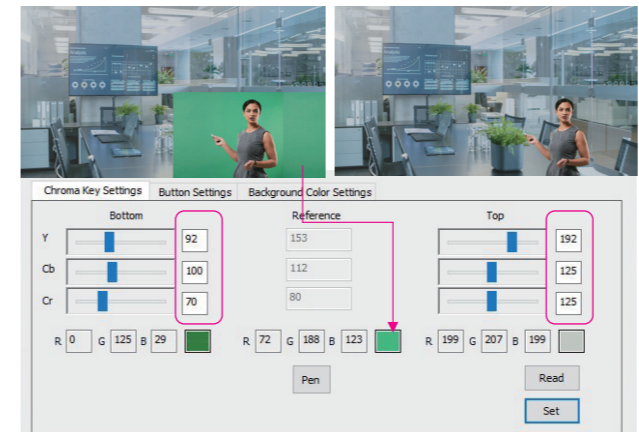 Analysis
Chroma Key Settings Button Settings Background Color Settings
Bottom Reference Top
Y 92 153 192
Cb 100 112 125
Cr 70 80 125
R 0 G 125 B 29 R 72 G 188 B 123 R 199 G 207 B 199
Pen Read
Set